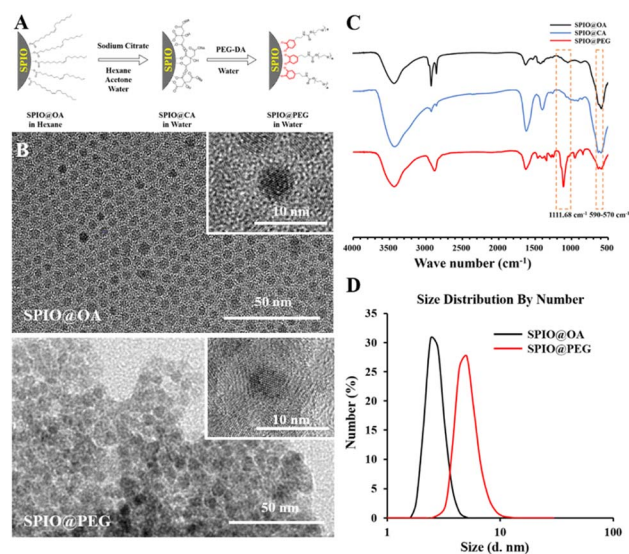 A
SPIO
Sodium Citrate
Hexane
Acetone
Water
SPIO
PEG-DA
Water
SPIO
SPIO@OA
in Hexane
SPIO@CA
in Water
SPIO@PEG
in Water
B
10 nm
50 nm
SPIO@OA
10 nm
50 nm
SPIO@PEG
C
SPIO@OA
SPIO@CA
SPIO@PEG
1111.68 cm-1
590-570 cm-1
4000 3500 3000 2500 2000 1500 1000 500
Wave number (cm-1)
D
Size Distribution By Number
SPIO@OA
SPIO@PEG
35
30
25
20
15
10
5
0
Number (%)
1 10 100
Size (d. nm)